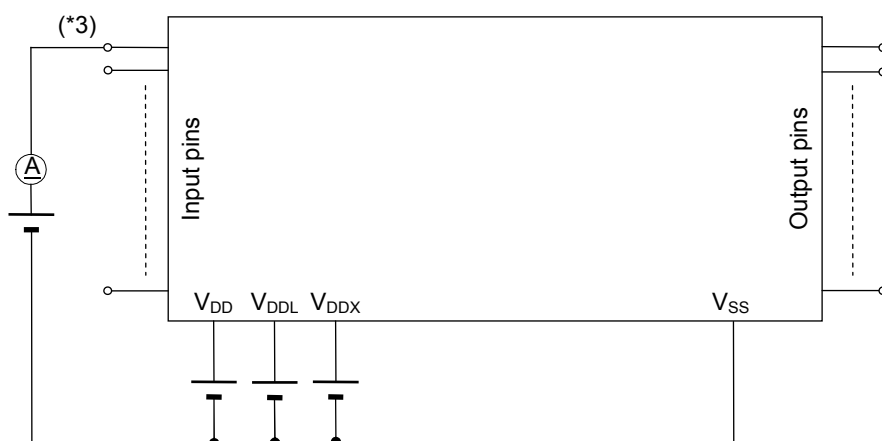 (*3)
A
Input pins
Output pins
VDD VDDL VDDX VSS